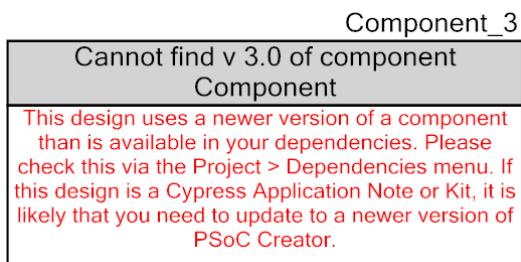 Component_3
Cannot find v 3.0 of component
Component
This design uses a newer version of a component
than is available in your dependencies. Please
check this via the Project > Dependencies menu. If
this design is a Cypress Application Note or Kit, it is
likely that you need to update to a newer version of
PSoC Creator.